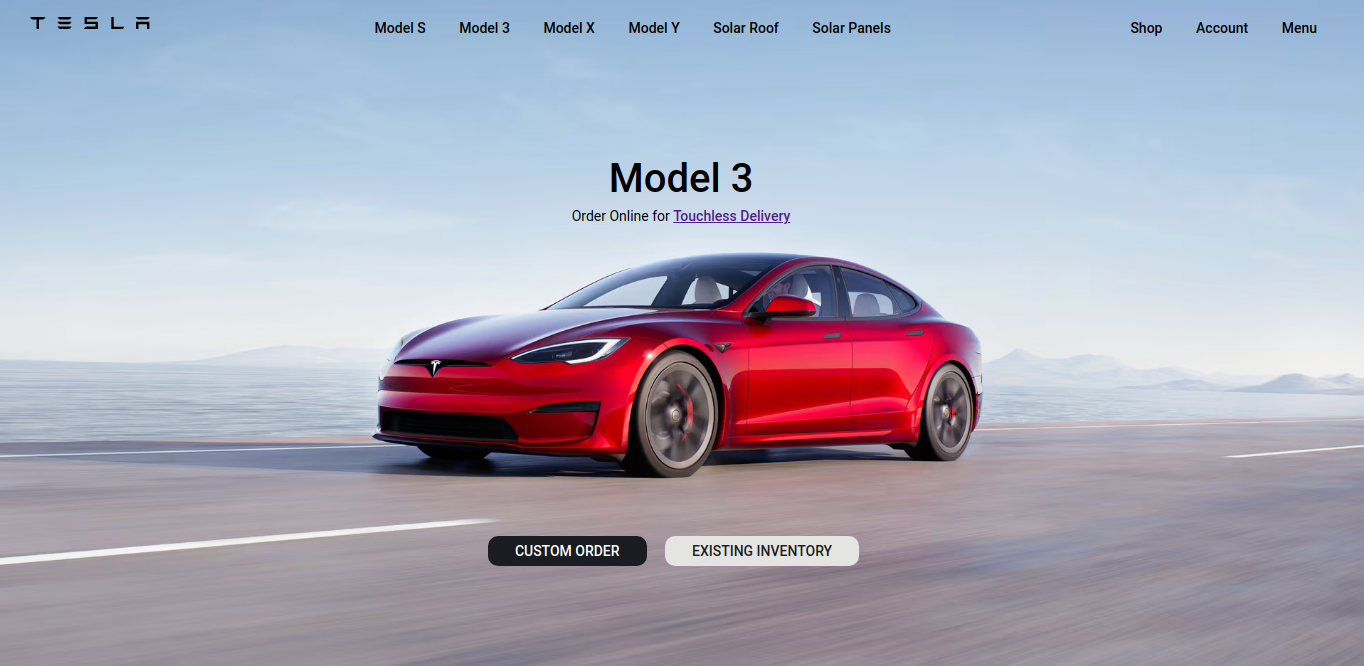 TESLA
Model S Model 3 Model X Model Y Solar Roof Solar Panels
Shop Account Menu
Model 3
Order Online for Touchless Delivery
CUSTOM ORDER EXISTING INVENTORY